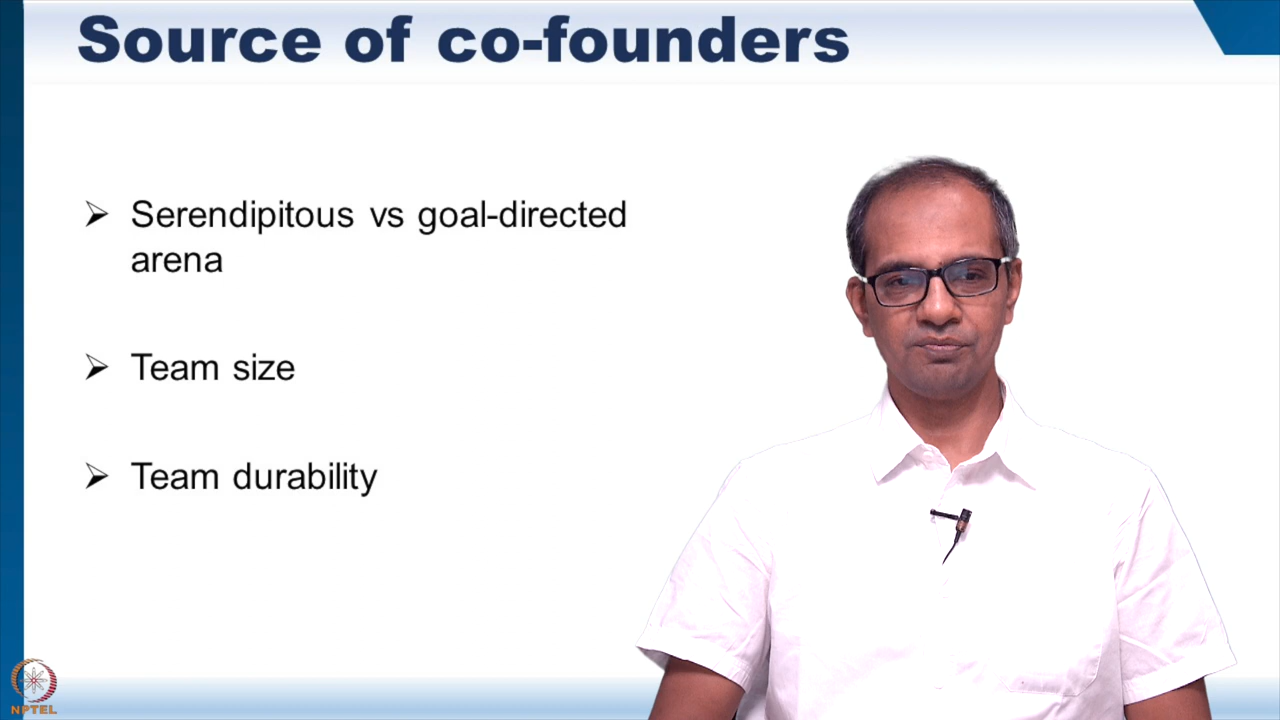 Source of co-founders
➢ Serendipitous vs goal-directed
arena
➢ Team size
➢ Team durability
NPTEL